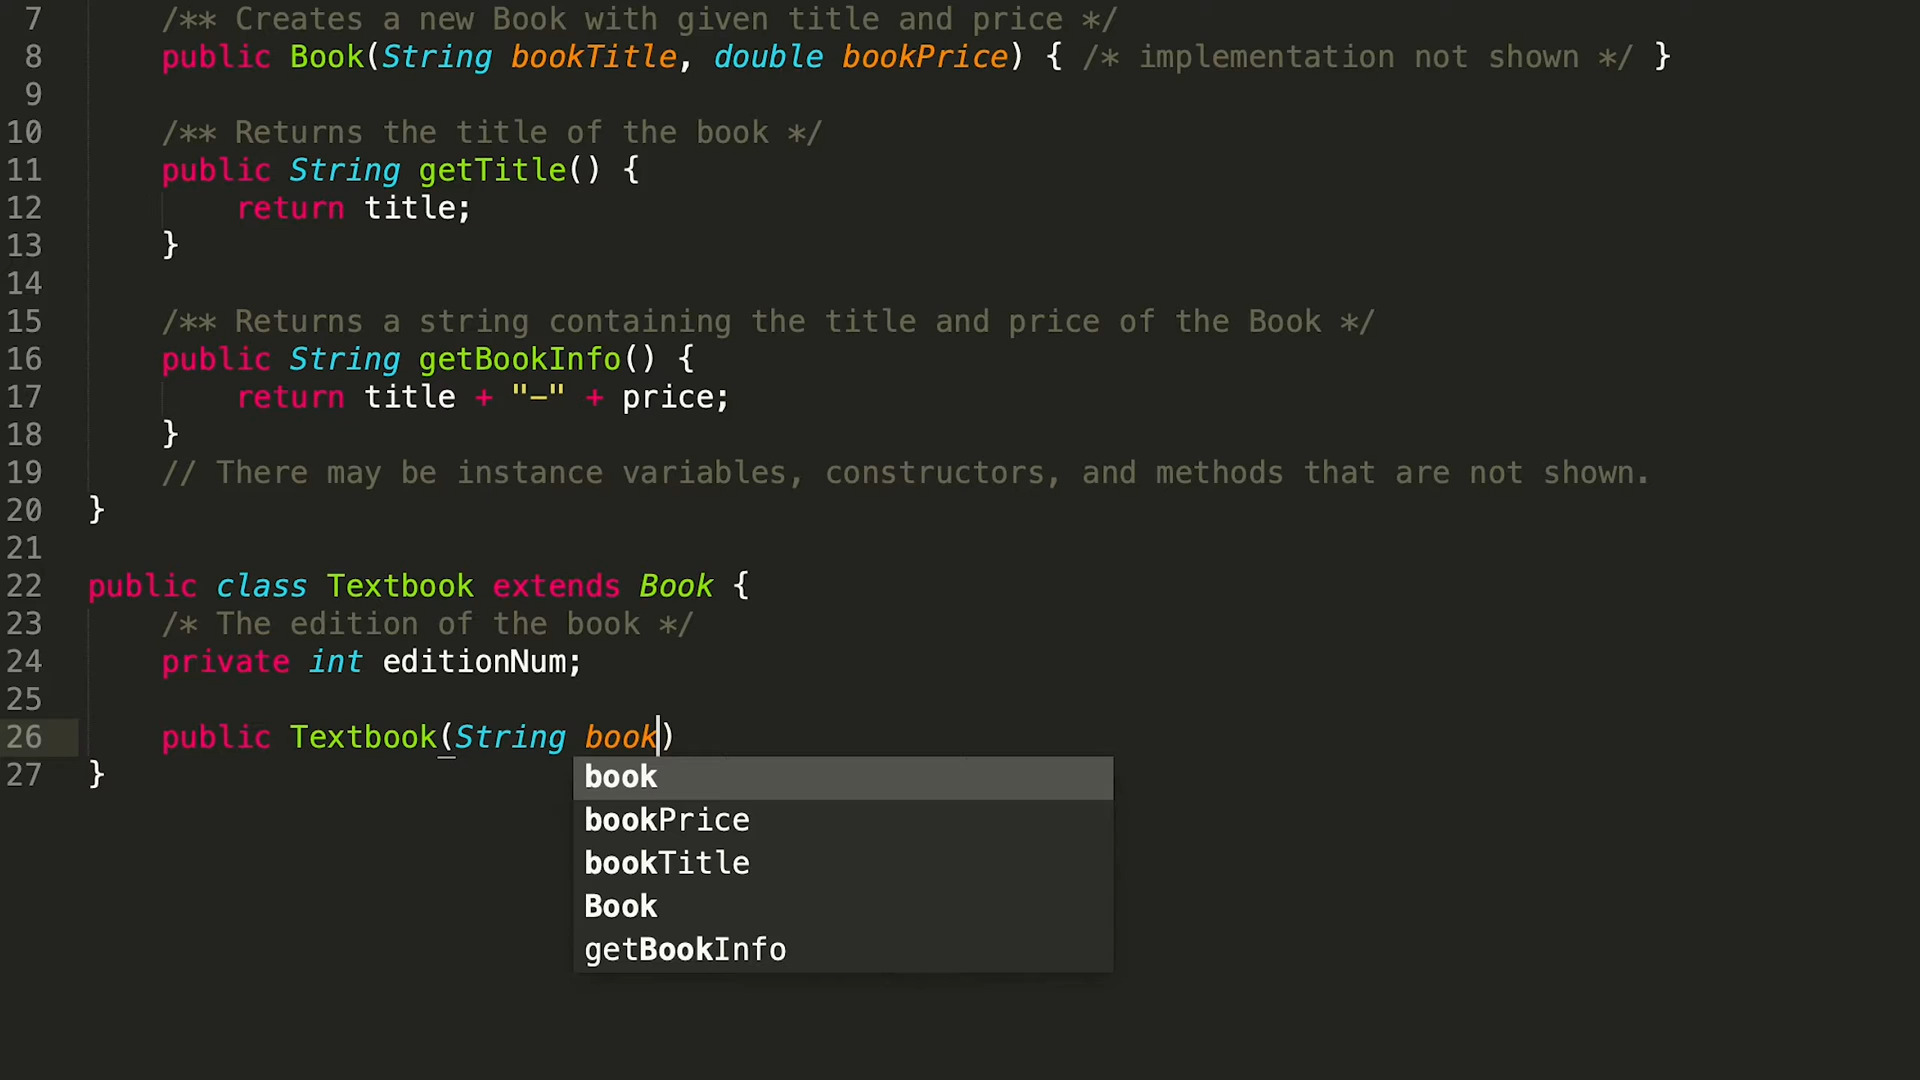 7 /** Creates a new Book with given title and price */
8 public Book(String bookTitle, double bookPrice) { /* implementation not shown */ }
9
10 /** Returns the title of the book */
11 public String getTitle() {
12 return title;
13 }
14
15 /** Returns a string containing the title and price of the Book */
16 public String getBookInfo() {
17 return title + "-" + price;
18 }
19 // There may be instance variables, constructors, and methods that are not shown.
20 }
21
22 public class Textbook extends Book {
23 /* The edition of the book */
24 private int editionNum;
25
26 public Textbook(String book)
27 }
book
bookPrice
bookTitle
Book
getBookInfo